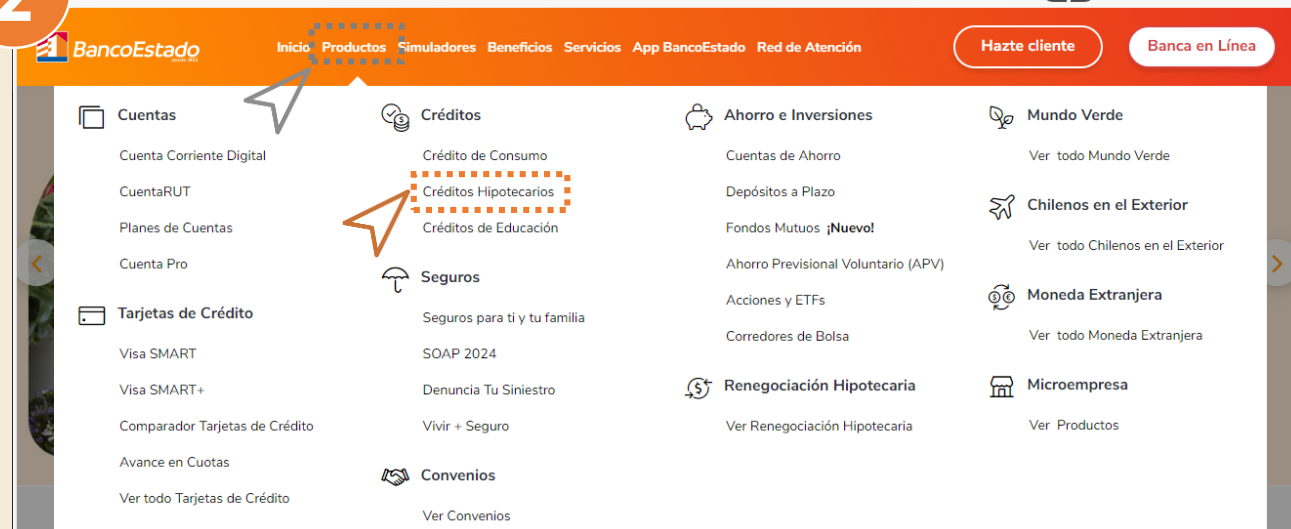 2
BancoEstado
Inicio Productos Simuladores Beneficios Servicios App BancoEstado Red de Atención
Hazte cliente
Banca en Línea
Cuentas
Cuenta Corriente Digital
CuentaRUT
Planes de Cuentas
Cuenta Pro
Tarjetas de Crédito
Visa SMART
Visa SMART+
Comparador Tarjetas de Crédito
Avance en Cuotas
Ver todo Tarjetas de Crédito
Créditos
Crédito de Consumo
Créditos Hipotecarios
Créditos de Educación
Seguros
Seguros para ti y tu familia
SOAP 2024
Denuncia Tu Siniestro
Vivir + Seguro
Convenios
Ver Convenios
Ahorro e Inversiones
Cuentas de Ahorro
Depósitos a Plazo
Fondos Mutuos ¡Nuevo!
Ahorro Previsional Voluntario (APV)
Acciones y ETFs
Corredores de Bolsa
Renegociación Hipotecaria
Ver Renegociación Hipotecaria
Mundo Verde
Ver todo Mundo Verde
Chilenos en el Exterior
Ver todo Chilenos en el Exterior
Moneda Extranjera
Ver todo Moneda Extranjera
Microempresa
Ver Productos